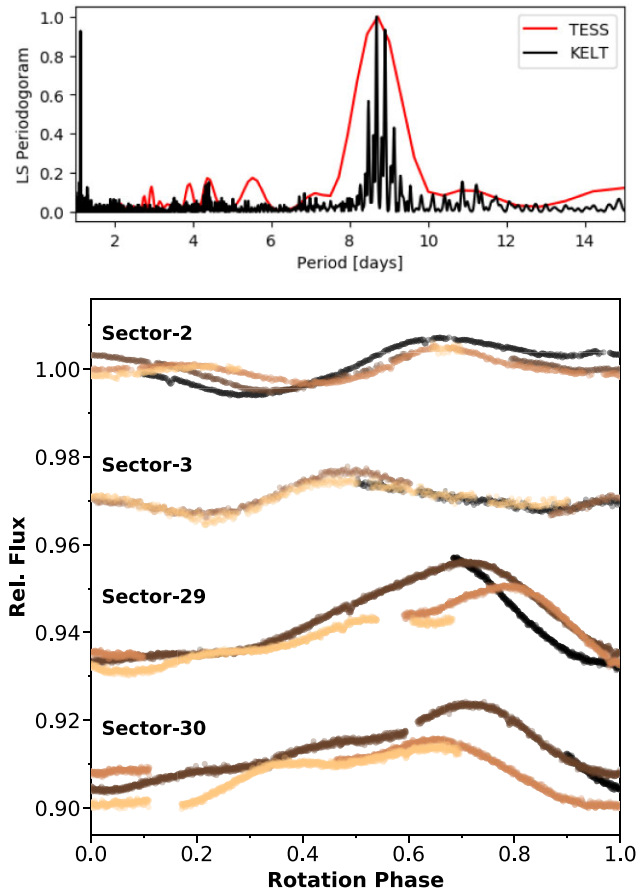 LS Periodogoram
1.0
0.8
0.6
0.4
0.2
0.0
TESS
KELT
2 4 6 8 10 12 14
Period [days]
Rel. Flux
1.00
0.98
0.96
0.94
0.92
0.90
Sector-2
Sector-3
Sector-29
Sector-30
0.0 0.2 0.4 0.6 0.8 1.0
Rotation Phase